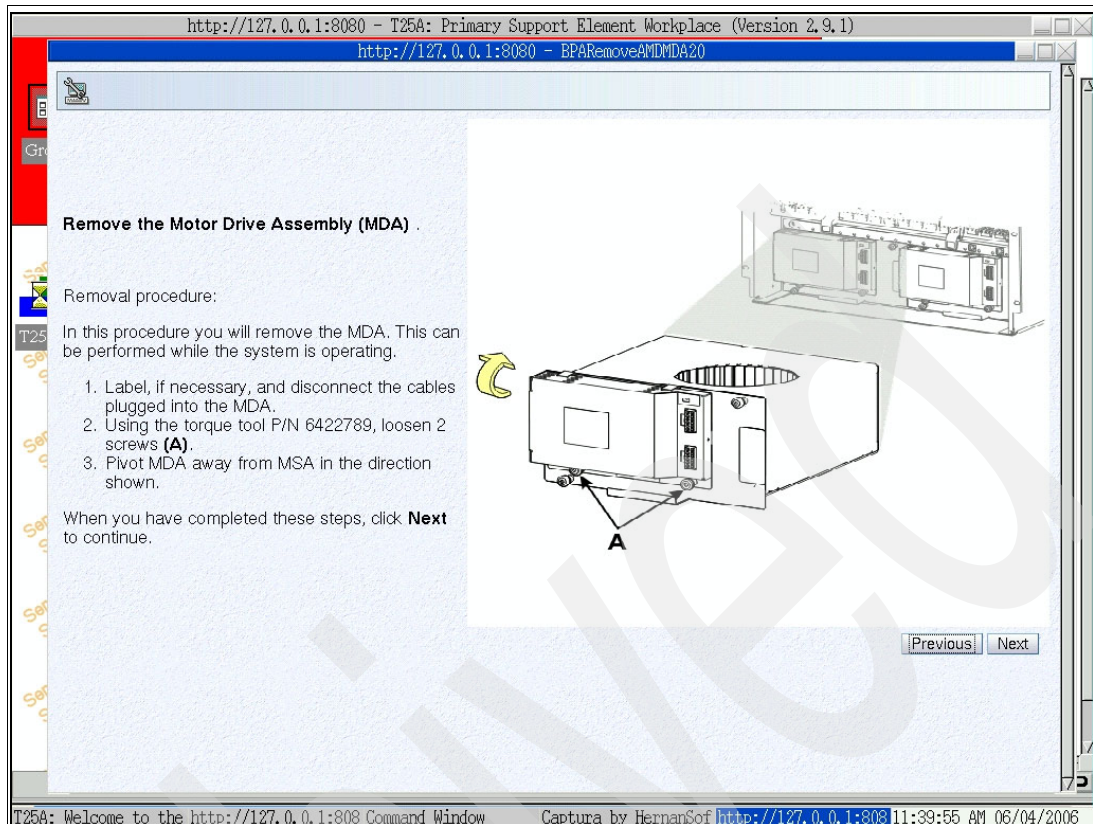 http://127.0.0.1:8080 - T25A: Primary Support Element Workplace (Version 2.9.1)
http://127.0.0.1:8080 - BPARemoveAMDMDA20
Gr
Remove the Motor Drive Assembly (MDA) .
Removal procedure:
T25
In this procedure you will remove the MDA. This can
be performed while the system is operating.
1. Label, if necessary, and disconnect the cables
plugged into the MDA.
2. Using the torque tool P/N 6422789, loosen 2
screws (A).
3. Pivot MDA away from MSA in the direction
shown.
When you have completed these steps, click Next
to continue.
A
Previous Next
T25A: Welcome to the http://127.0.0.1:808 Command Window Captura by HernanSof http://127.0.0.1:808 11:39:55 AM 06/04/2006